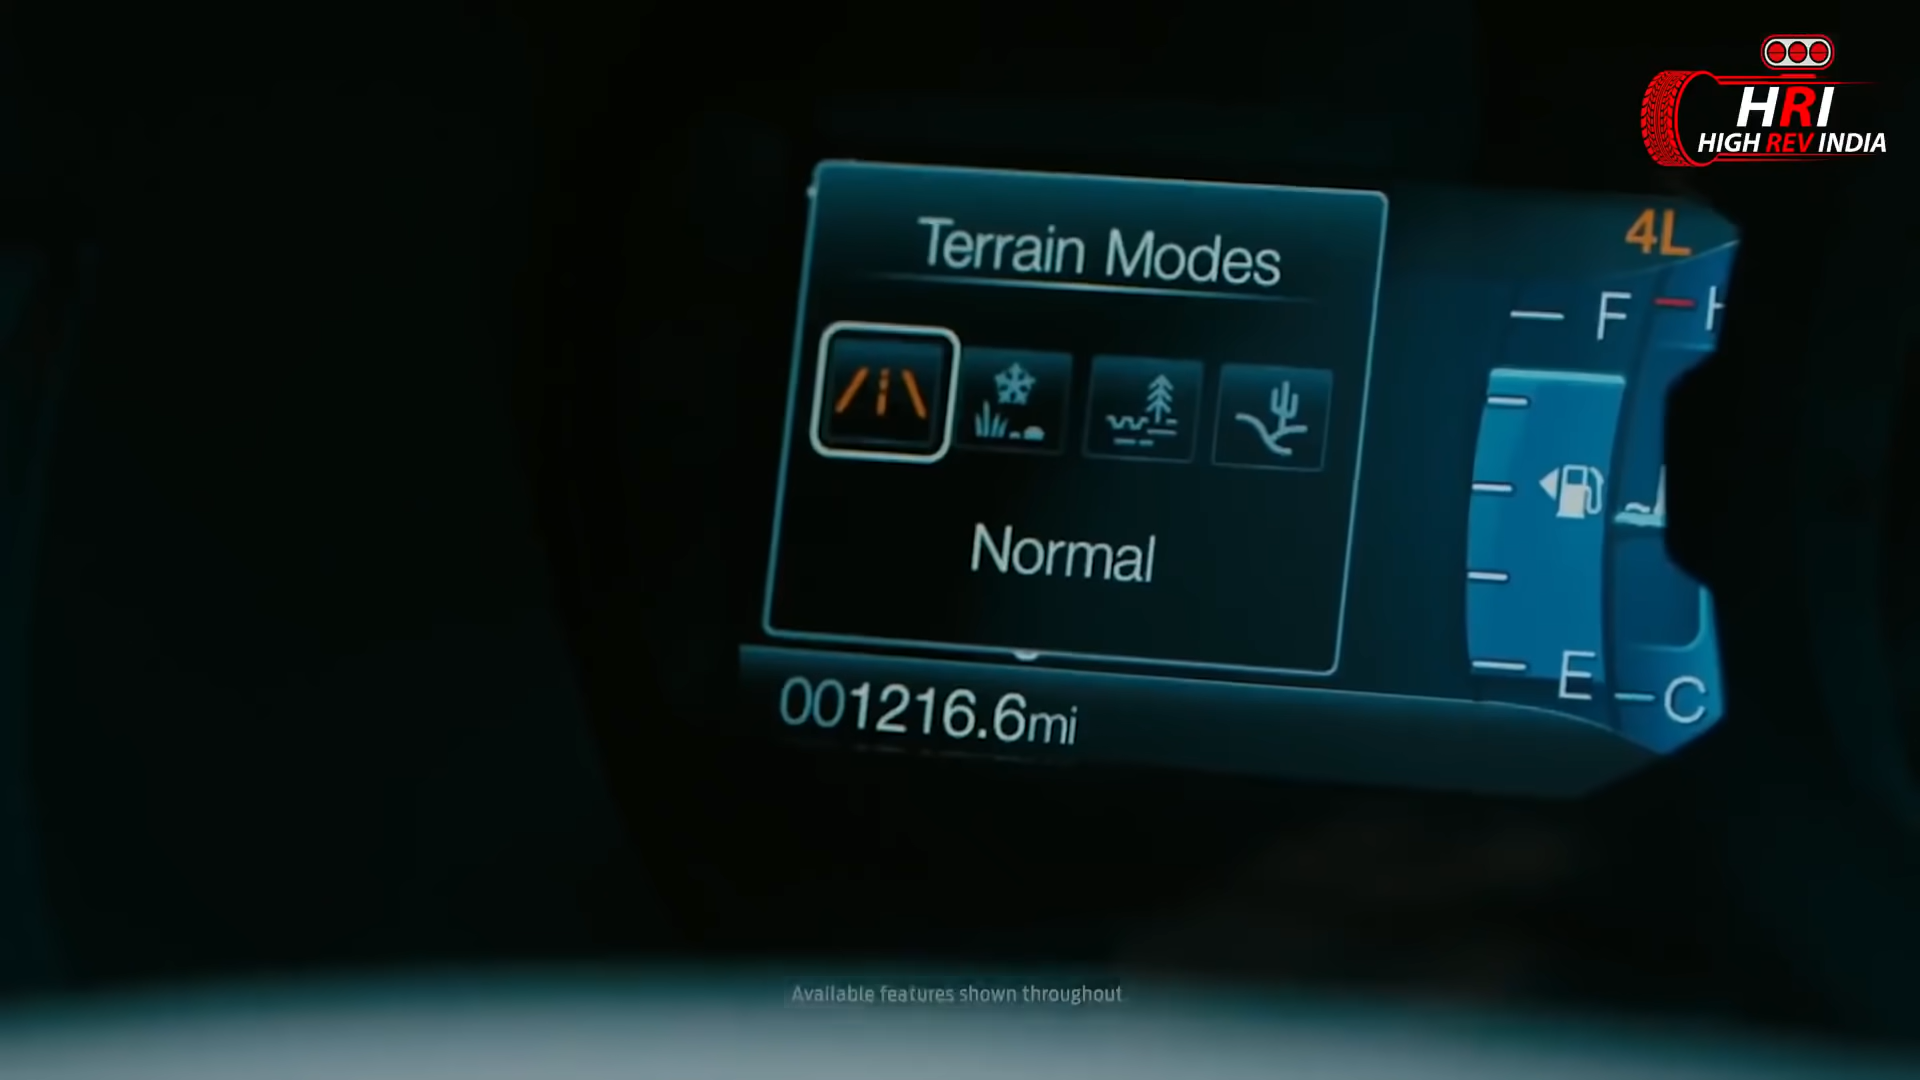 HRI
HIGH REV INDIA
Terrain Modes
4L
F
H
Normal
E
C
001216.6mi
Available features shown throughout